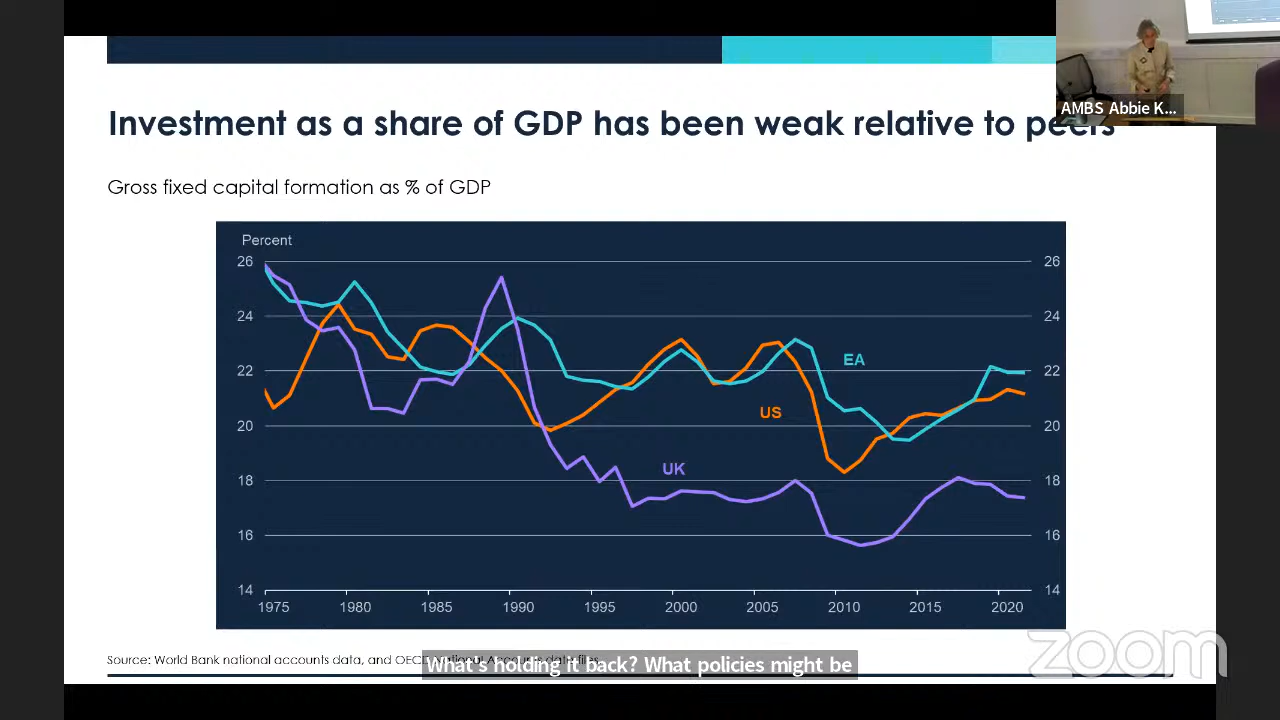 AMBS Abbie K...
Investment as a share of GDP has been weak relative to peers
Gross fixed capital formation as % of GDP
Percent
26 26
24 24
22 22
20 20
18 18
16 16
14 14
EA
US
UK
1975 1980 1985 1990 1995 2000 2005 2010 2015 2020
Source: World Bank national accounts data, and OECD National Accounts data files.
What's holding it back? What policies might be
zoom